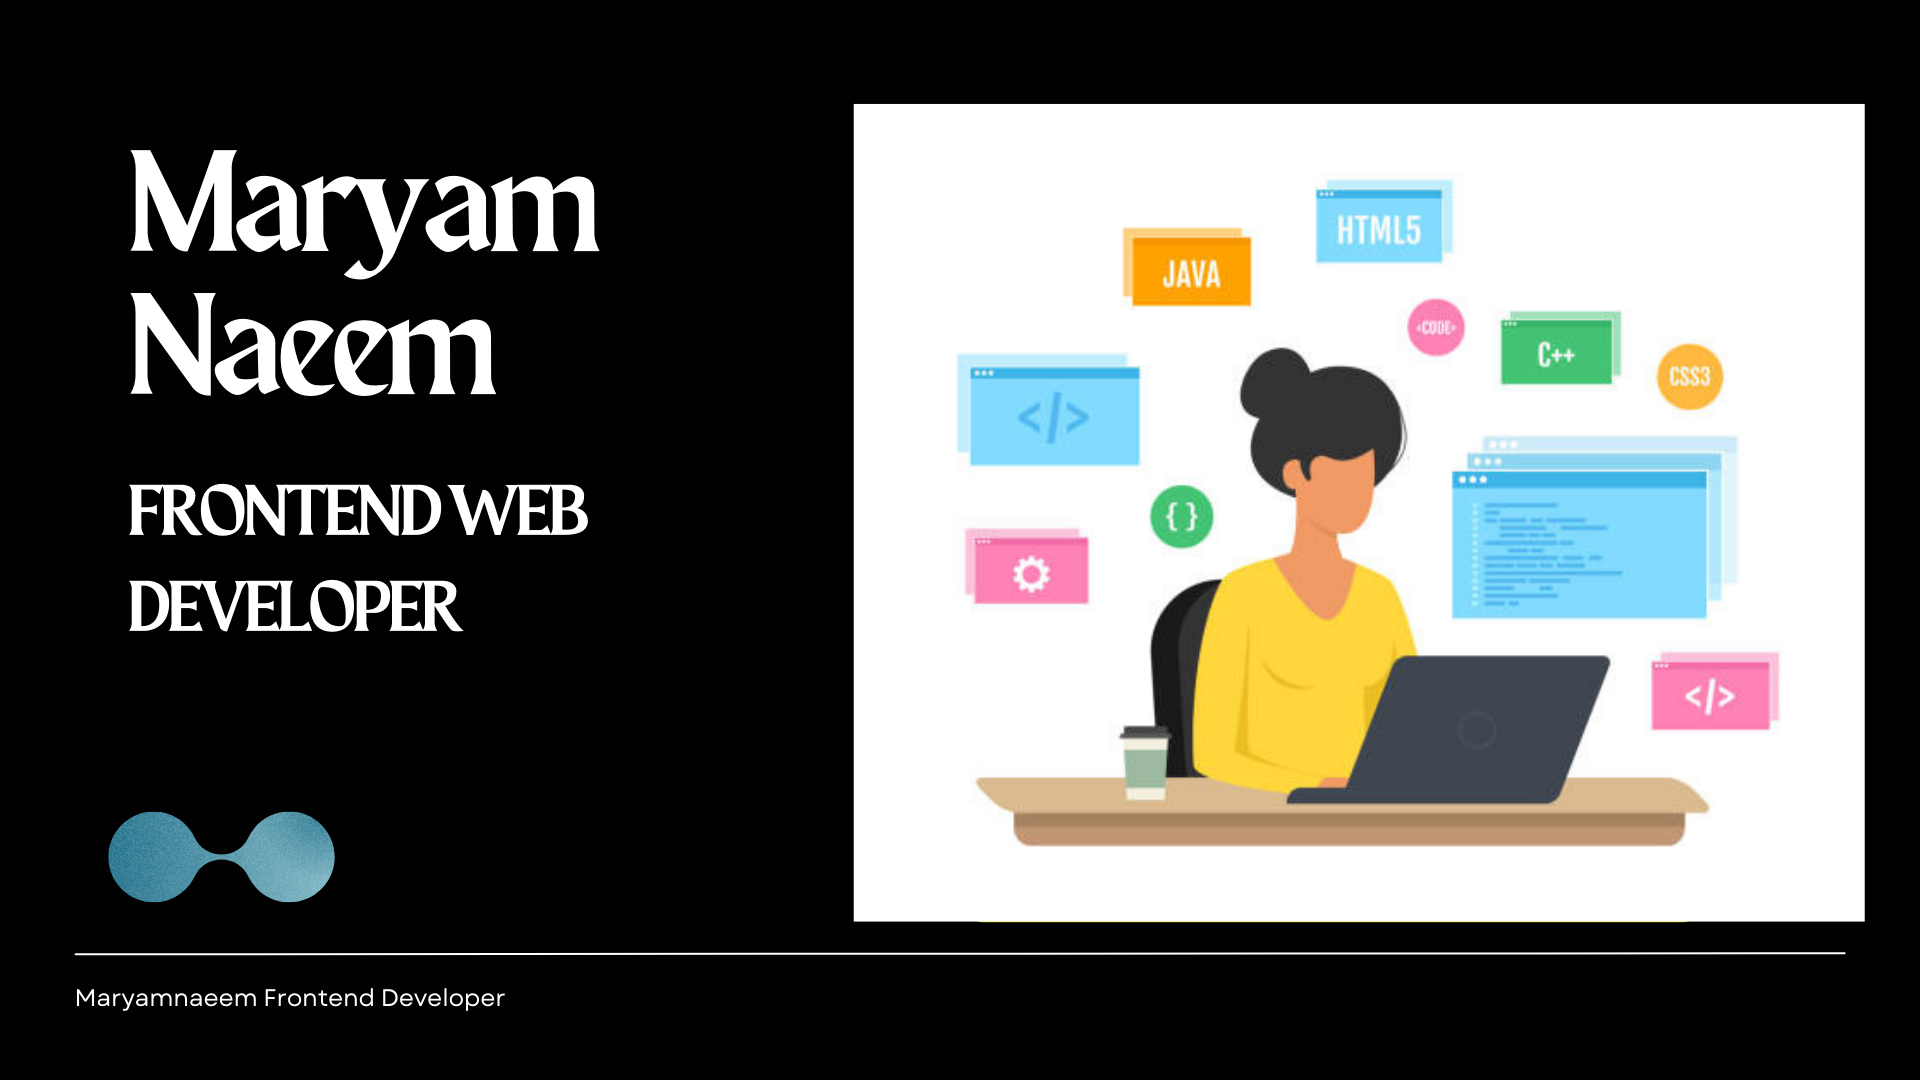 Maryam
Naeem
FRONTEND WEB
DEVELOPER
HTML5
JAVA
<CODE>
C++
CSS3
</>
{ }
</>
Maryamnaeem Frontend Developer